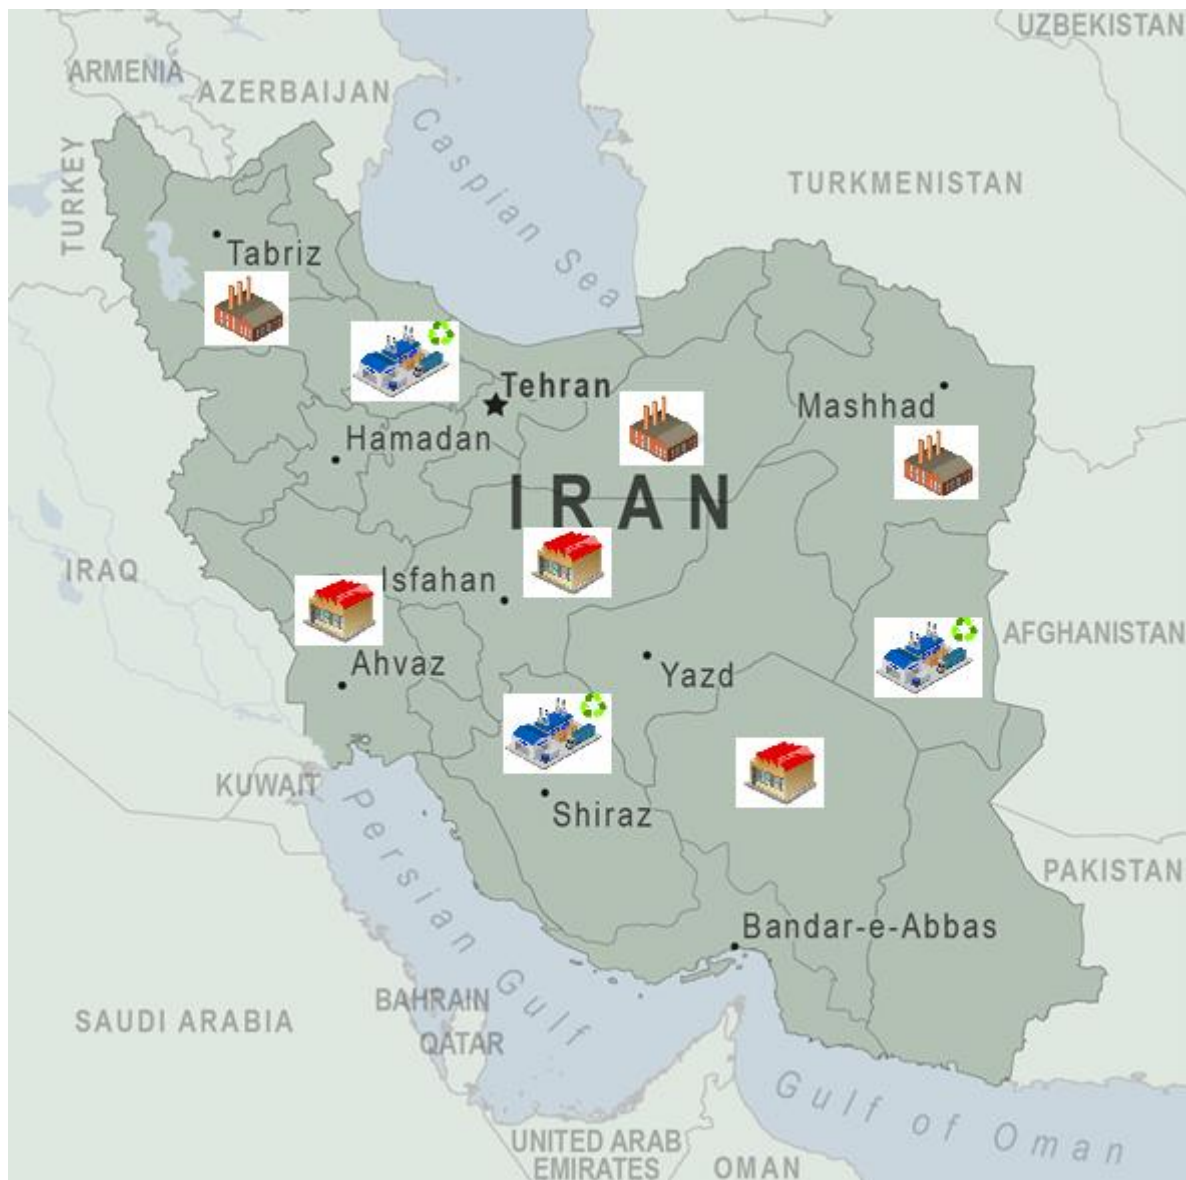 UZBEKISTAN
ARMENIA
AZERBAIJAN
Caspian Sea
TURKEY
TURKMENISTAN
Tabriz
Tehran
Mashhad
Hamadan
IRAN
IRAQ
Isfahan
AFGHANISTAN
Ahvaz
Yazd
KUWAIT
Shiraz
Persian Gulf
PAKISTAN
Bandar-e-Abbas
BAHRAIN
SAUDI ARABIA
QATAR
Gulf of Oman
UNITED ARAB
EMIRATES
OMAN